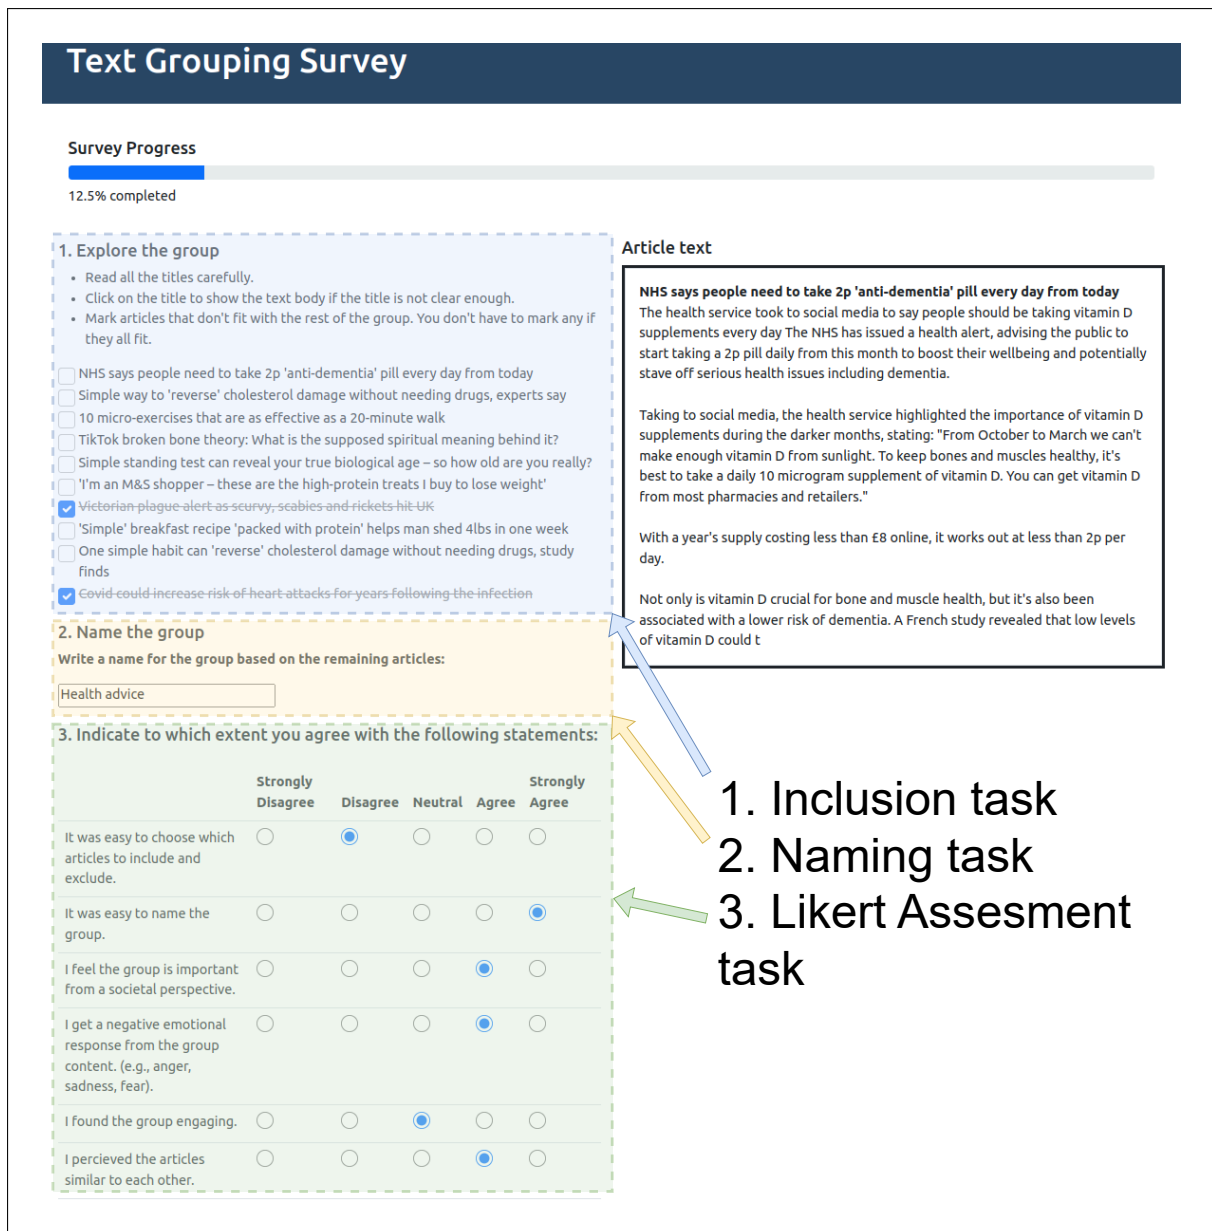 Text Grouping Survey
Survey Progress
12.5% completed
1. Explore the group
• Read all the titles carefully.
• Click on the title to show the text body if the title is not clear enough.
• Mark articles that don't fit with the rest of the group. You don't have to mark any if
they all fit.
NHS says people need to take 2p 'anti-dementia' pill every day from today
Simple way to 'reverse' cholesterol damage without needing drugs, experts say
10 micro-exercises that are as effective as a 20-minute walk
TikTok broken bone theory: What is the supposed spiritual meaning behind it?
Simple standing test can reveal your true biological age – so how old are you really?
'I'm an M&S shopper – these are the high-protein treats I buy to lose weight'
Victorian plague alert as scurvy, scabies and rickets hit UK
'Simple' breakfast recipe 'packed with protein' helps man shed 4lbs in one week
One simple habit can 'reverse' cholesterol damage without needing drugs, study
finds
Covid could increase risk of heart attacks for years following the infection
2. Name the group
Write a name for the group based on the remaining articles:
Health advice
3. Indicate to which extent you agree with the following statements:
Strongly Disagree Disagree Neutral Agree Strongly Agree
It was easy to choose which
articles to include and
exclude.
It was easy to name the
group.
I feel the group is important
from a societal perspective.
I get a negative emotional
response from the group
content. (e.g., anger,
sadness, fear).
I found the group engaging.
I percieved the articles
similar to each other.
Article text
NHS says people need to take 2p 'anti-dementia' pill every day from today
The health service took to social media to say people should be taking vitamin D
supplements every day The NHS has issued a health alert, advising the public to
start taking a 2p pill daily from this month to boost their wellbeing and potentially
stave off serious health issues including dementia.
Taking to social media, the health service highlighted the importance of vitamin D
supplements during the darker months, stating: "From October to March we can't
make enough vitamin D from sunlight. To keep bones and muscles healthy, it's
best to take a daily 10 microgram supplement of vitamin D. You can get vitamin D
from most pharmacies and retailers."
With a year's supply costing less than £8 online, it works out at less than 2p per
day.
Not only is vitamin D crucial for bone and muscle health, but it's also been
associated with a lower risk of dementia. A French study revealed that low levels
of vitamin D could t
1. Inclusion task
2. Naming task
3. Likert Assesment
task